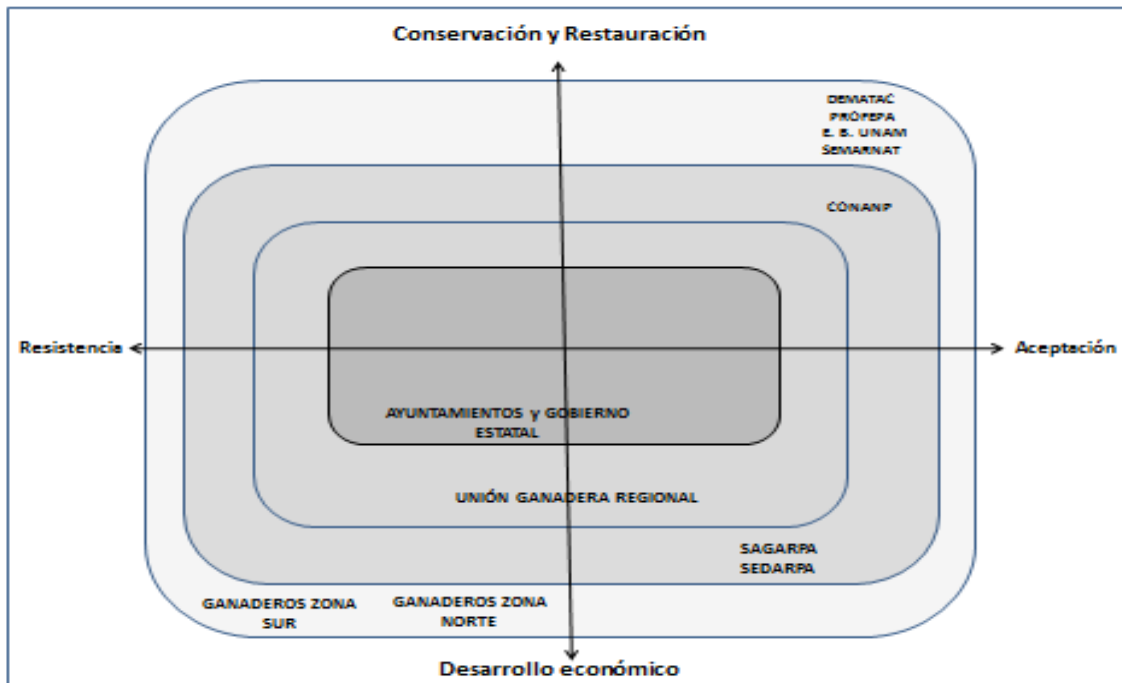 Conservación y Restauración
DEMATAC
PROFEPA
E. B. UNAM
SEMARNAT
CONANP
Resistencia
Aceptación
AYUNTAMIENTOS y GOBIERNO
ESTATAL
UNIÓN GANADERA REGIONAL
SAGARPA
SEDARPA
GANADEROS ZONA
SUR
GANADEROS ZONA
NORTE
Desarrollo económico